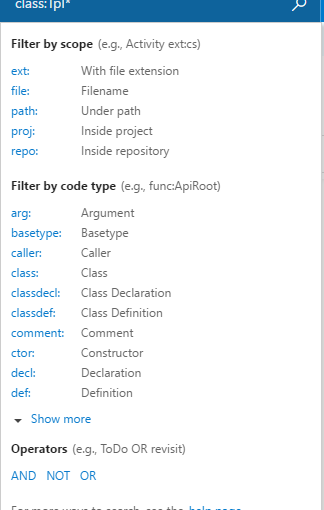 class:Tpl*
Filter by scope (e.g., Activity ext:cs)
ext: With file extension
file: Filename
path: Under path
proj: Inside project
repo: Inside repository
Filter by code type (e.g., func:ApiRoot)
arg: Argument
basetype: Basetype
caller: Caller
class: Class
classdecl: Class Declaration
classdef: Class Definition
comment: Comment
ctor: Constructor
decl: Declaration
def: Definition
Show more
Operators (e.g., ToDo OR revisit)
AND NOT OR
For more ways to search, see the help page